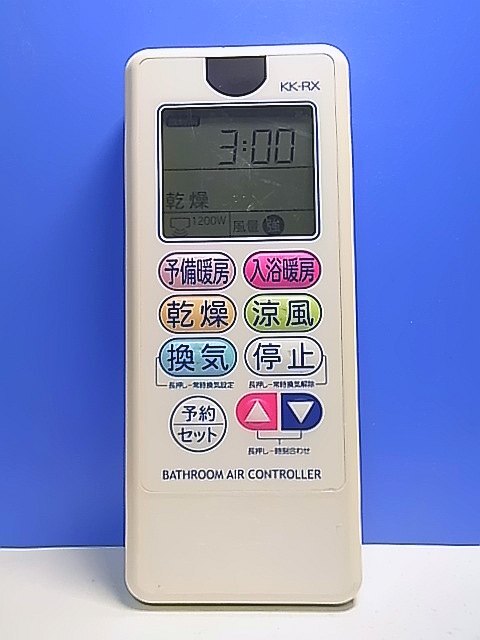 KK-RX
3:00
乾燥
1200W 風量 強
予備暖房 入浴暖房
乾燥 涼風
換気 停止
長押し－常時換気設定 長押し－常時換気解除
予約
セット
長押し－時刻合わせ
BATHROOM AIR CONTROLLER